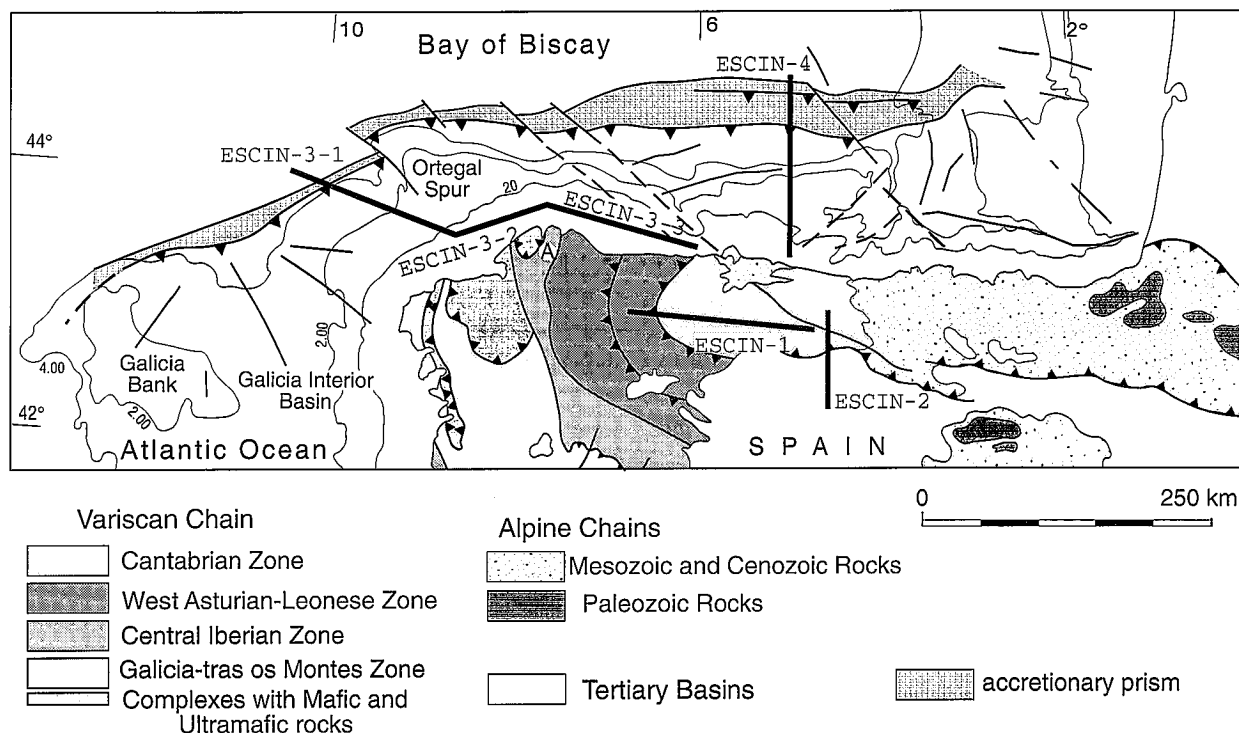 10
6
2°
Bay of Biscay
ESCIN-4
44°
ESCIN-3-1
Ortegal
Spur
20
ESCIN-3-3
ESCIN-3-2
A
ESCIN-1
2.00
4.00
Galicia
Bank
Galicia Interior
Basin
ESCIN-2
42°
2.00
Atlantic Ocean
SPAIN
0 250 km
Variscan Chain
Cantabrian Zone
West Asturian-Leonese Zone
Central Iberian Zone
Galicia-tras os Montes Zone
Complexes with Mafic and
Ultramafic rocks
Alpine Chains
Mesozoic and Cenozoic Rocks
Paleozoic Rocks
Tertiary Basins
accretionary prism